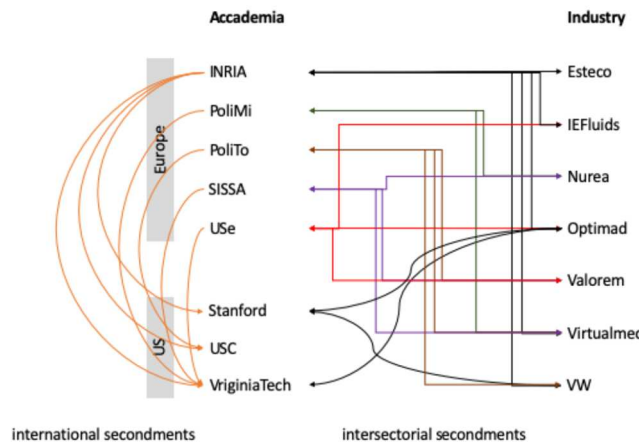 Accademia Industry
INRIA Esteco
PoliMi IEFluids
PoliTo Nurea
SISSA Optimad
USe Valorem
Europe
Stanford Virtualmed
USC VW
VriginiaTech
US
international secondments intersectorial secondments